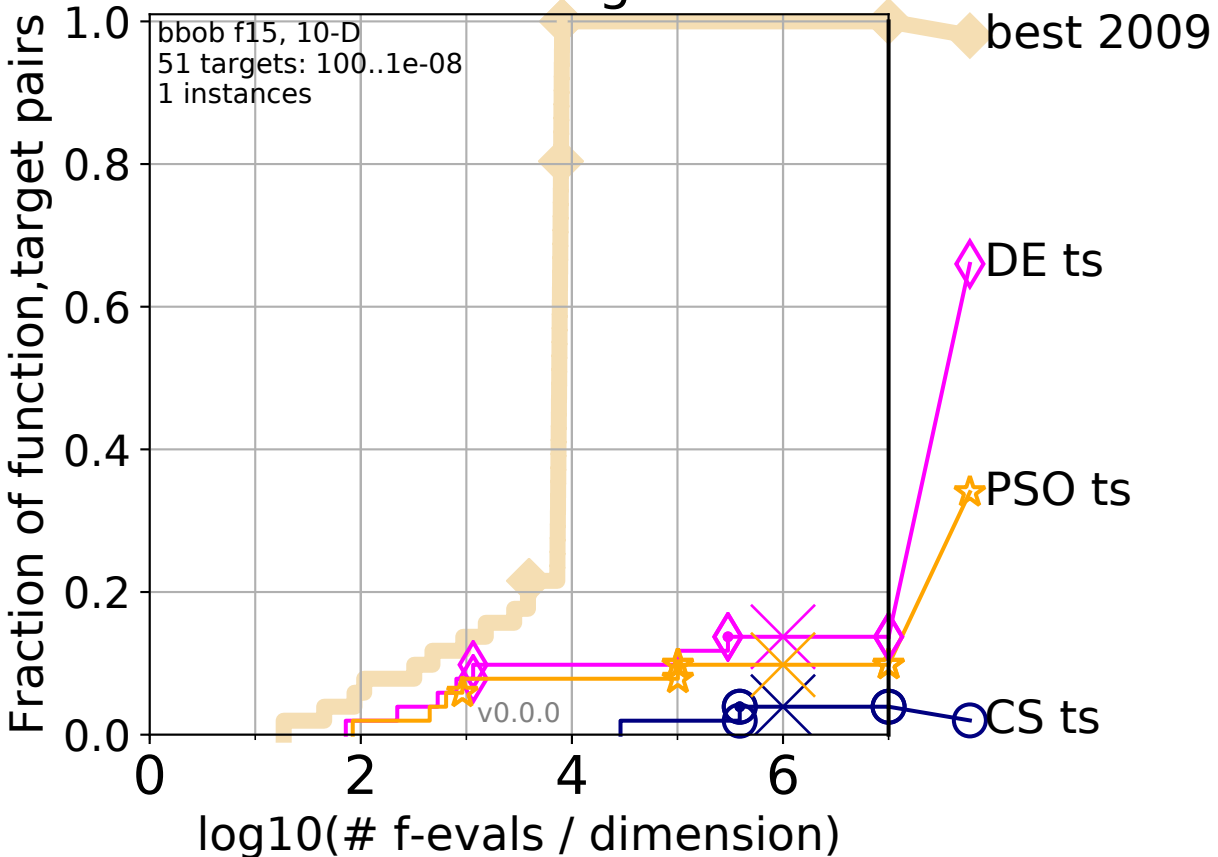 bbob f15, 10-D
51 targets: 100..1e-08
1 instances
Fraction of function,target pairs
1.0
0.8
0.6
0.4
0.2
0.0
0
2
4
6
log10(# f-evals / dimension)
v0.0.0
best 2009
DE ts
PSO ts
CS ts